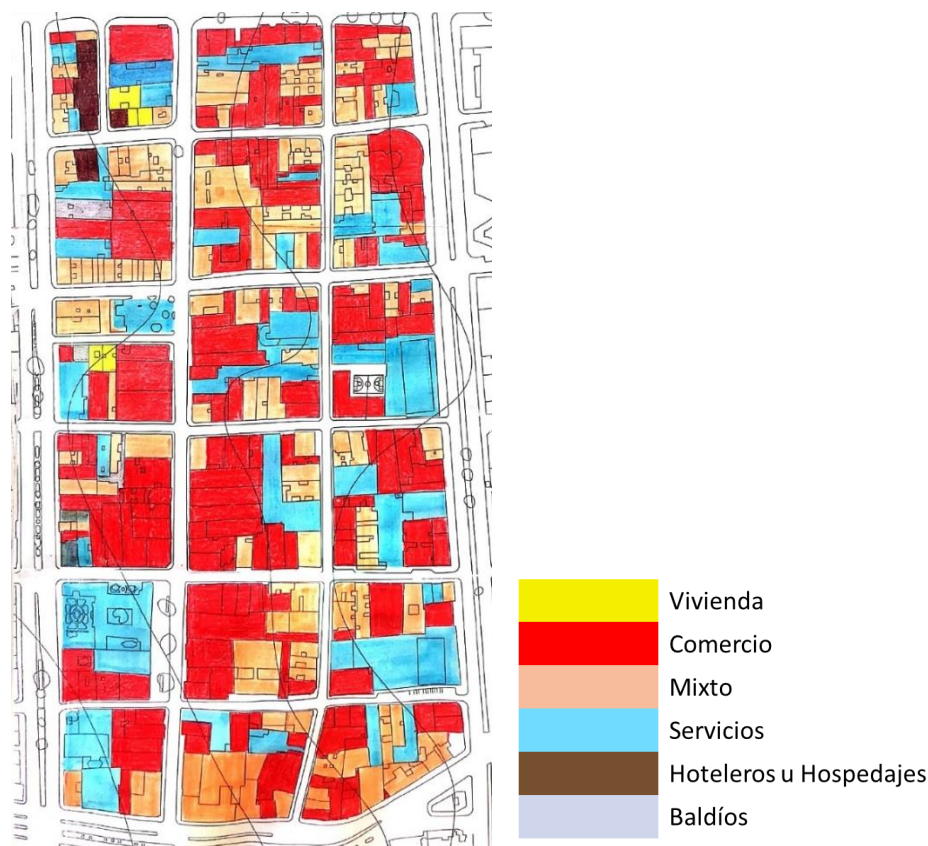 Vivienda
Comercio
Mixto
Servicios
Hoteleros u Hospedajes
Baldíos